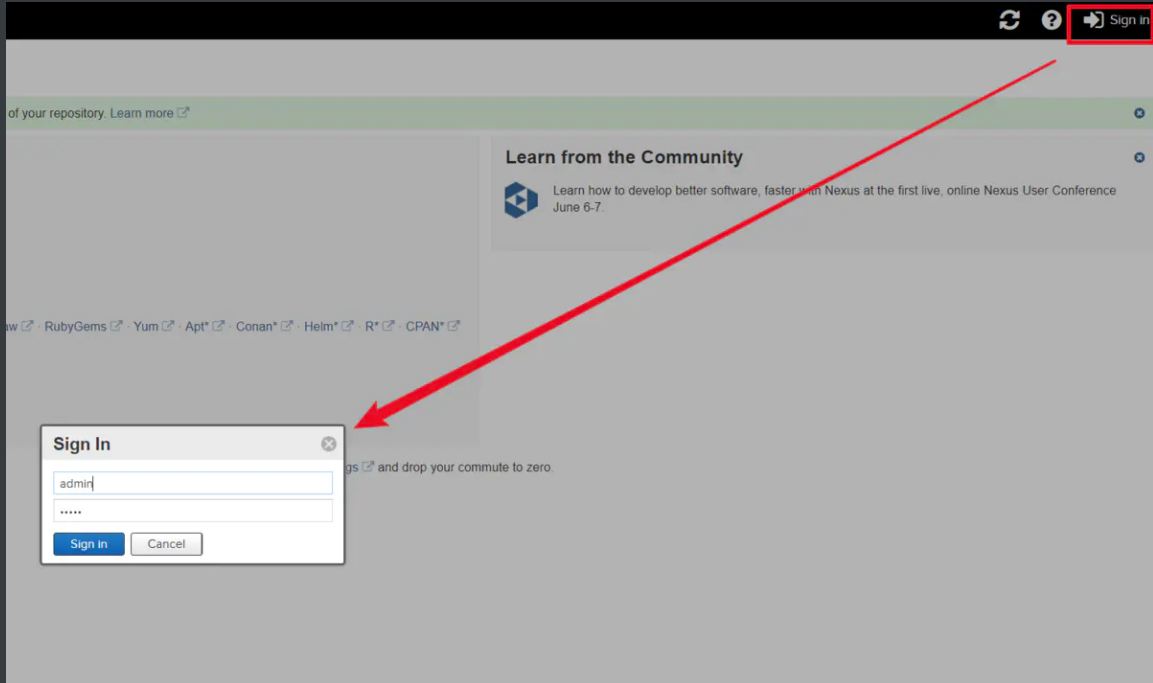 Sign in
of your repository. Learn more
Learn from the Community
Learn how to develop better software, faster with Nexus at the first live, online Nexus User Conference
June 6-7.
RubyGems · Yum · Apt* · Conan* · Helm* · R* · CPAN*
Sign In
and drop your commute to zero.
admin
•••••
Sign in Cancel